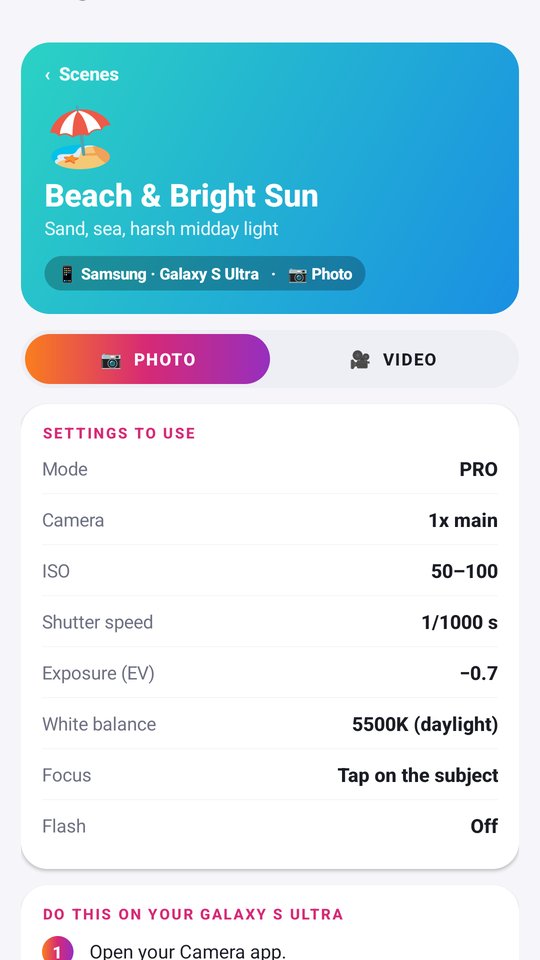 ‹ Scenes
Beach & Bright Sun
Sand, sea, harsh midday light
Samsung · Galaxy S Ultra · Photo
PHOTO
VIDEO
SETTINGS TO USE
Mode PRO
Camera 1x main
ISO 50–100
Shutter speed 1/1000 s
Exposure (EV) −0.7
White balance 5500K (daylight)
Focus Tap on the subject
Flash Off
DO THIS ON YOUR GALAXY S ULTRA
1 Open your Camera app.